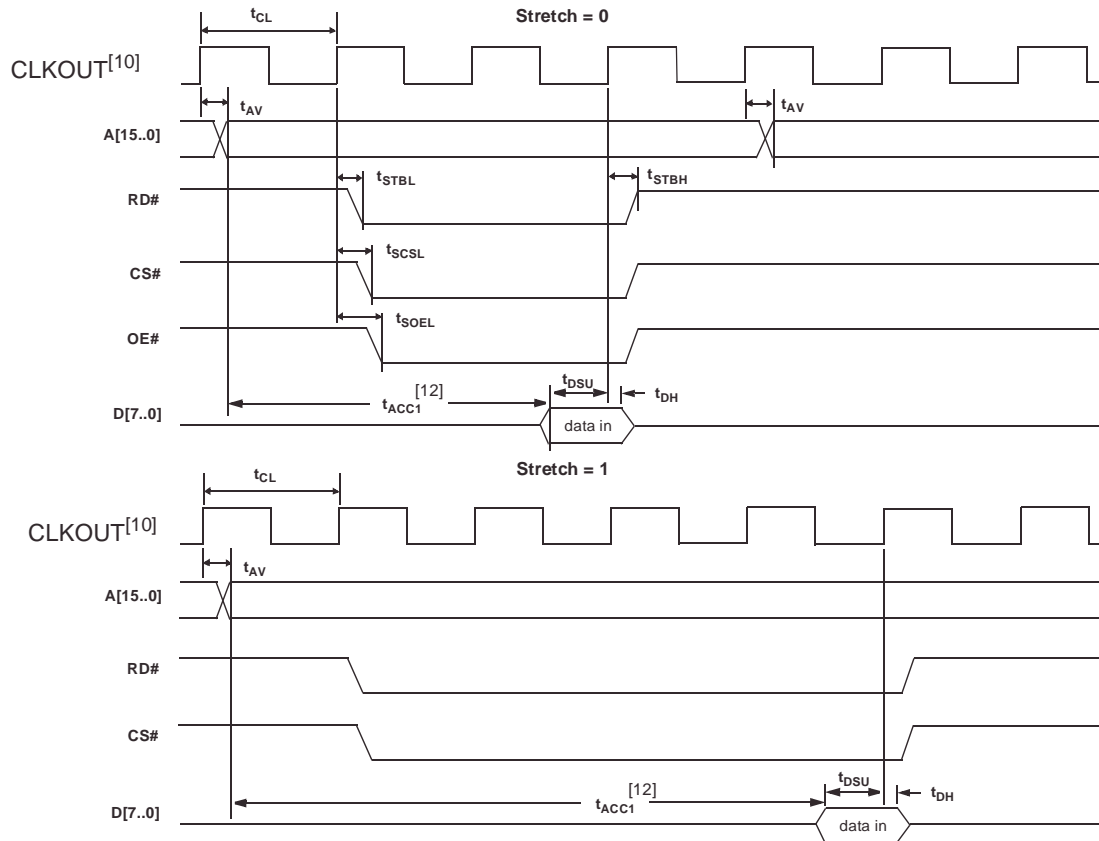 Stretch = 0
tCL
CLKOUT[10]
tAV
tAV
A[15..0]
tSTBL
tSTBH
RD#
tSCSL
CS#
tSOEL
OE#
[12]
tDSU
tACC1
tDH
D[7..0]
data in
Stretch = 1
tCL
CLKOUT[10]
tAV
A[15..0]
RD#
CS#
[12]
tDSU
tACC1
tDH
D[7..0]
data in